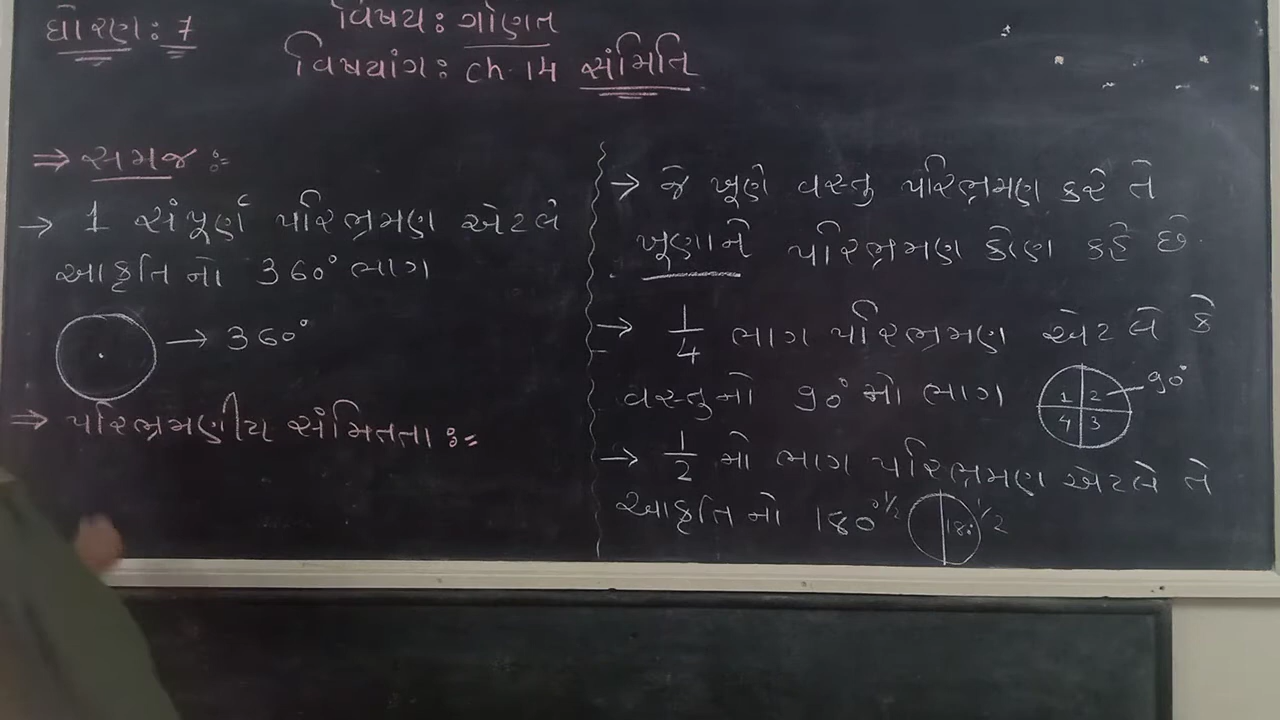 ધોરણ: 7
વિષય: ગણિત
વિષયાંગ: ch. 14 સંમિતિ
⇒ સમજ :-
→ 1 સંપૂર્ણ પરિભ્રમણ એટલે
આકૃતિ નો 360° ભાગ
→ 360°
⇒ પરિભ્રમણીય સંમિતતા :-
→ જે ખૂણે વસ્તુ પરિભ્રમણ કરે તે
ખૂણાને પરિભ્રમણ કોણ કહે છે.
→ 1/4 ભાગ પરિભ્રમણ એટલે કે
વસ્તુનો 90° નો ભાગ
1 2 90°
4 3
→ 1/2 નો ભાગ પરિભ્રમણ એટલે તે
આકૃતિ નો 180° 1/2
180 1/2